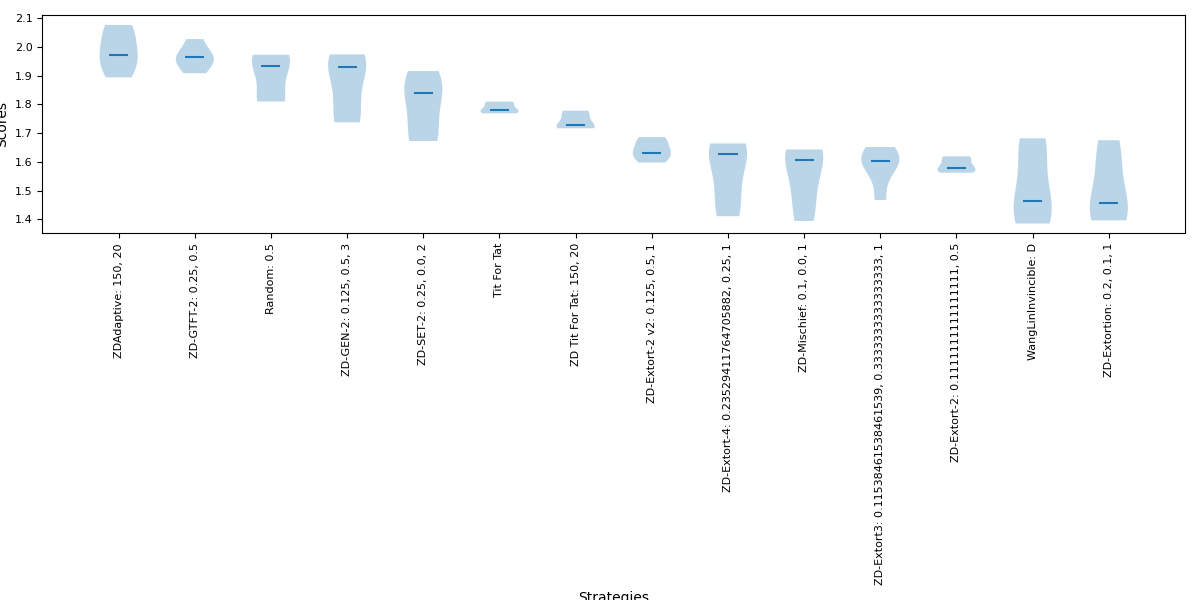 2.1
2.0
1.9
1.8
1.7
1.6
1.5
1.4
Scores
ZDAdaptive: 150, 20
ZD-GTFT-2: 0.25, 0.5
Random: 0.5
ZD-GEN-2: 0.125, 0.5, 3
ZD-SET-2: 0.25, 0.0, 2
Tit For Tat
ZD Tit For Tat: 150, 20
ZD-Extort-2 v2: 0.125, 0.5, 1
ZD-Extort-4: 0.23529411764705882, 0.25, 1
ZD-Mischief: 0.1, 0.0, 1
ZD-Extort3: 0.11538461538461539, 0.3333333333333333, 1
ZD-Extort-2: 0.1111111111111111, 0.5
WangLinInvincible: D
ZD-Extortion: 0.2, 0.1, 1
Strategies